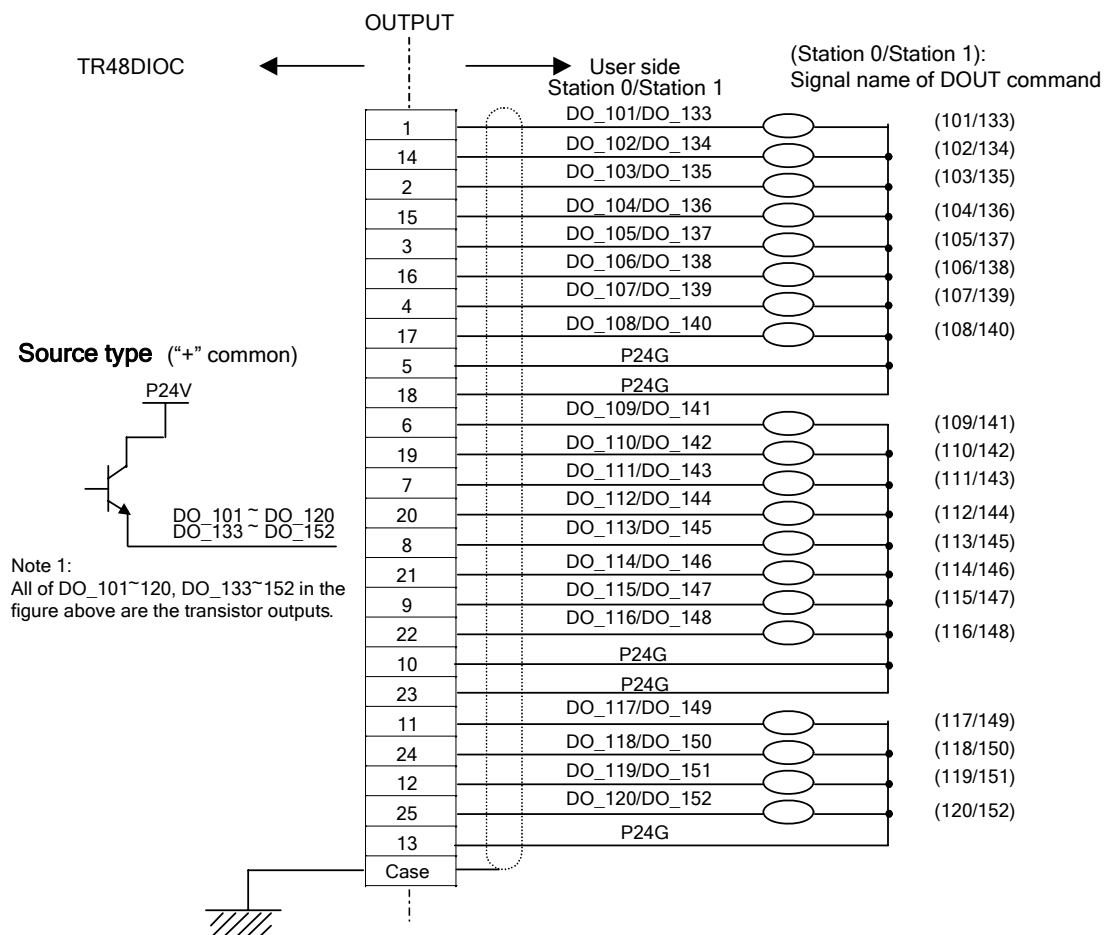 OUTPUT
TR48DIOC
User side
Station 0/Station 1
(Station 0/Station 1):
Signal name of DOUT command
1 DO_101/DO_133 (101/133)
14 DO_102/DO_134 (102/134)
2 DO_103/DO_135 (103/135)
15 DO_104/DO_136 (104/136)
3 DO_105/DO_137 (105/137)
16 DO_106/DO_138 (106/138)
4 DO_107/DO_139 (107/139)
17 DO_108/DO_140 (108/140)
5 P24G
18 P24G
6 DO_109/DO_141 (109/141)
19 DO_110/DO_142 (110/142)
7 DO_111/DO_143 (111/143)
20 DO_112/DO_144 (112/144)
8 DO_113/DO_145 (113/145)
21 DO_114/DO_146 (114/146)
9 DO_115/DO_147 (115/147)
22 DO_116/DO_148 (116/148)
10 P24G
23 P24G
11 DO_117/DO_149 (117/149)
24 DO_118/DO_150 (118/150)
12 DO_119/DO_151 (119/151)
25 DO_120/DO_152 (120/152)
13 P24G
Case
Source type (“+” common)
P24V
DO_101 ~ DO_120
DO_133 ~ DO_152
Note 1:
All of DO_101~120, DO_133~152 in the
figure above are the transistor outputs.